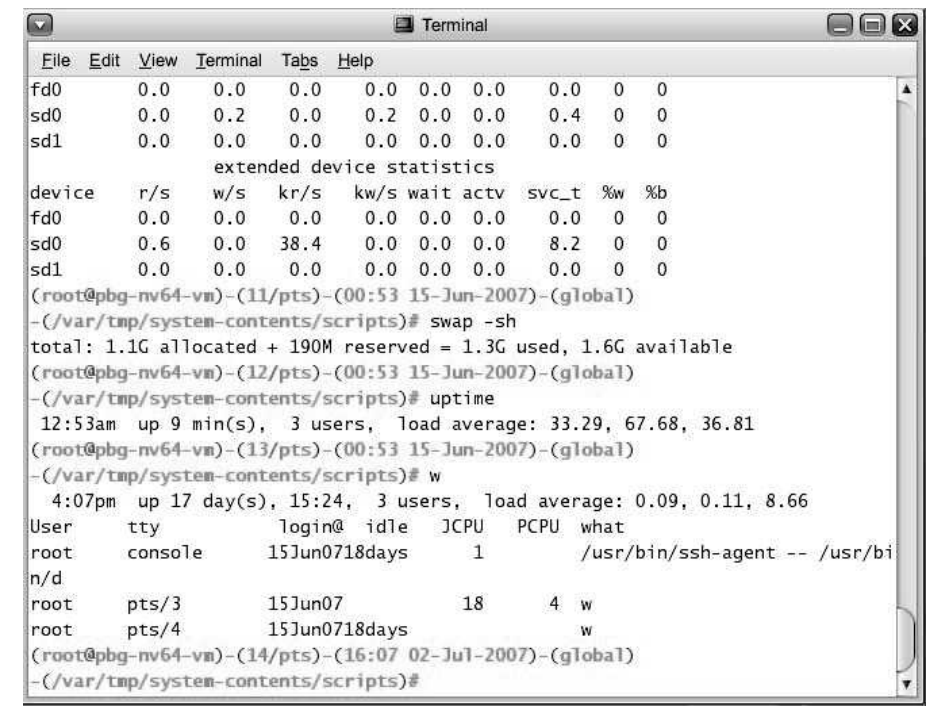 Terminal
File Edit View Terminal Tabs Help
fd0 0.0 0.0 0.0 0.0 0.0 0.0 0.0 0 0
sd0 0.0 0.2 0.0 0.2 0.0 0.0 0.4 0 0
sd1 0.0 0.0 0.0 0.0 0.0 0.0 0.0 0 0
extended device statistics
device r/s w/s kr/s kw/s wait actv svc_t %w %b
fd0 0.0 0.0 0.0 0.0 0.0 0.0 0.0 0 0
sd0 0.6 0.0 38.4 0.0 0.0 0.0 8.2 0 0
sd1 0.0 0.0 0.0 0.0 0.0 0.0 0.0 0 0
(root@pbg-nv64-vm)-(11/pts)-(00:53 15-Jun-2007)-(global)
-(/var/tmp/system-contents/scripts)# swap -sh
total: 1.1G allocated + 190M reserved = 1.3G used, 1.6G available
(root@pbg-nv64-vm)-(12/pts)-(00:53 15-Jun-2007)-(global)
-(/var/tmp/system-contents/scripts)# uptime
12:53am up 9 min(s), 3 users, load average: 33.29, 67.68, 36.81
(root@pbg-nv64-vm)-(13/pts)-(00:53 15-Jun-2007)-(global)
-(/var/tmp/system-contents/scripts)# w
4:07pm up 17 day(s), 15:24, 3 users, load average: 0.09, 0.11, 8.66
User tty login@ idle JCPU PCPU what
root console 15Jun0718days 1 /usr/bin/ssh-agent -- /usr/bi
n/d
root pts/3 15Jun07 18 4 w
root pts/4 15Jun0718days w
(root@pbg-nv64-vm)-(14/pts)-(16:07 02-Jul-2007)-(global)
-(/var/tmp/system-contents/scripts)#